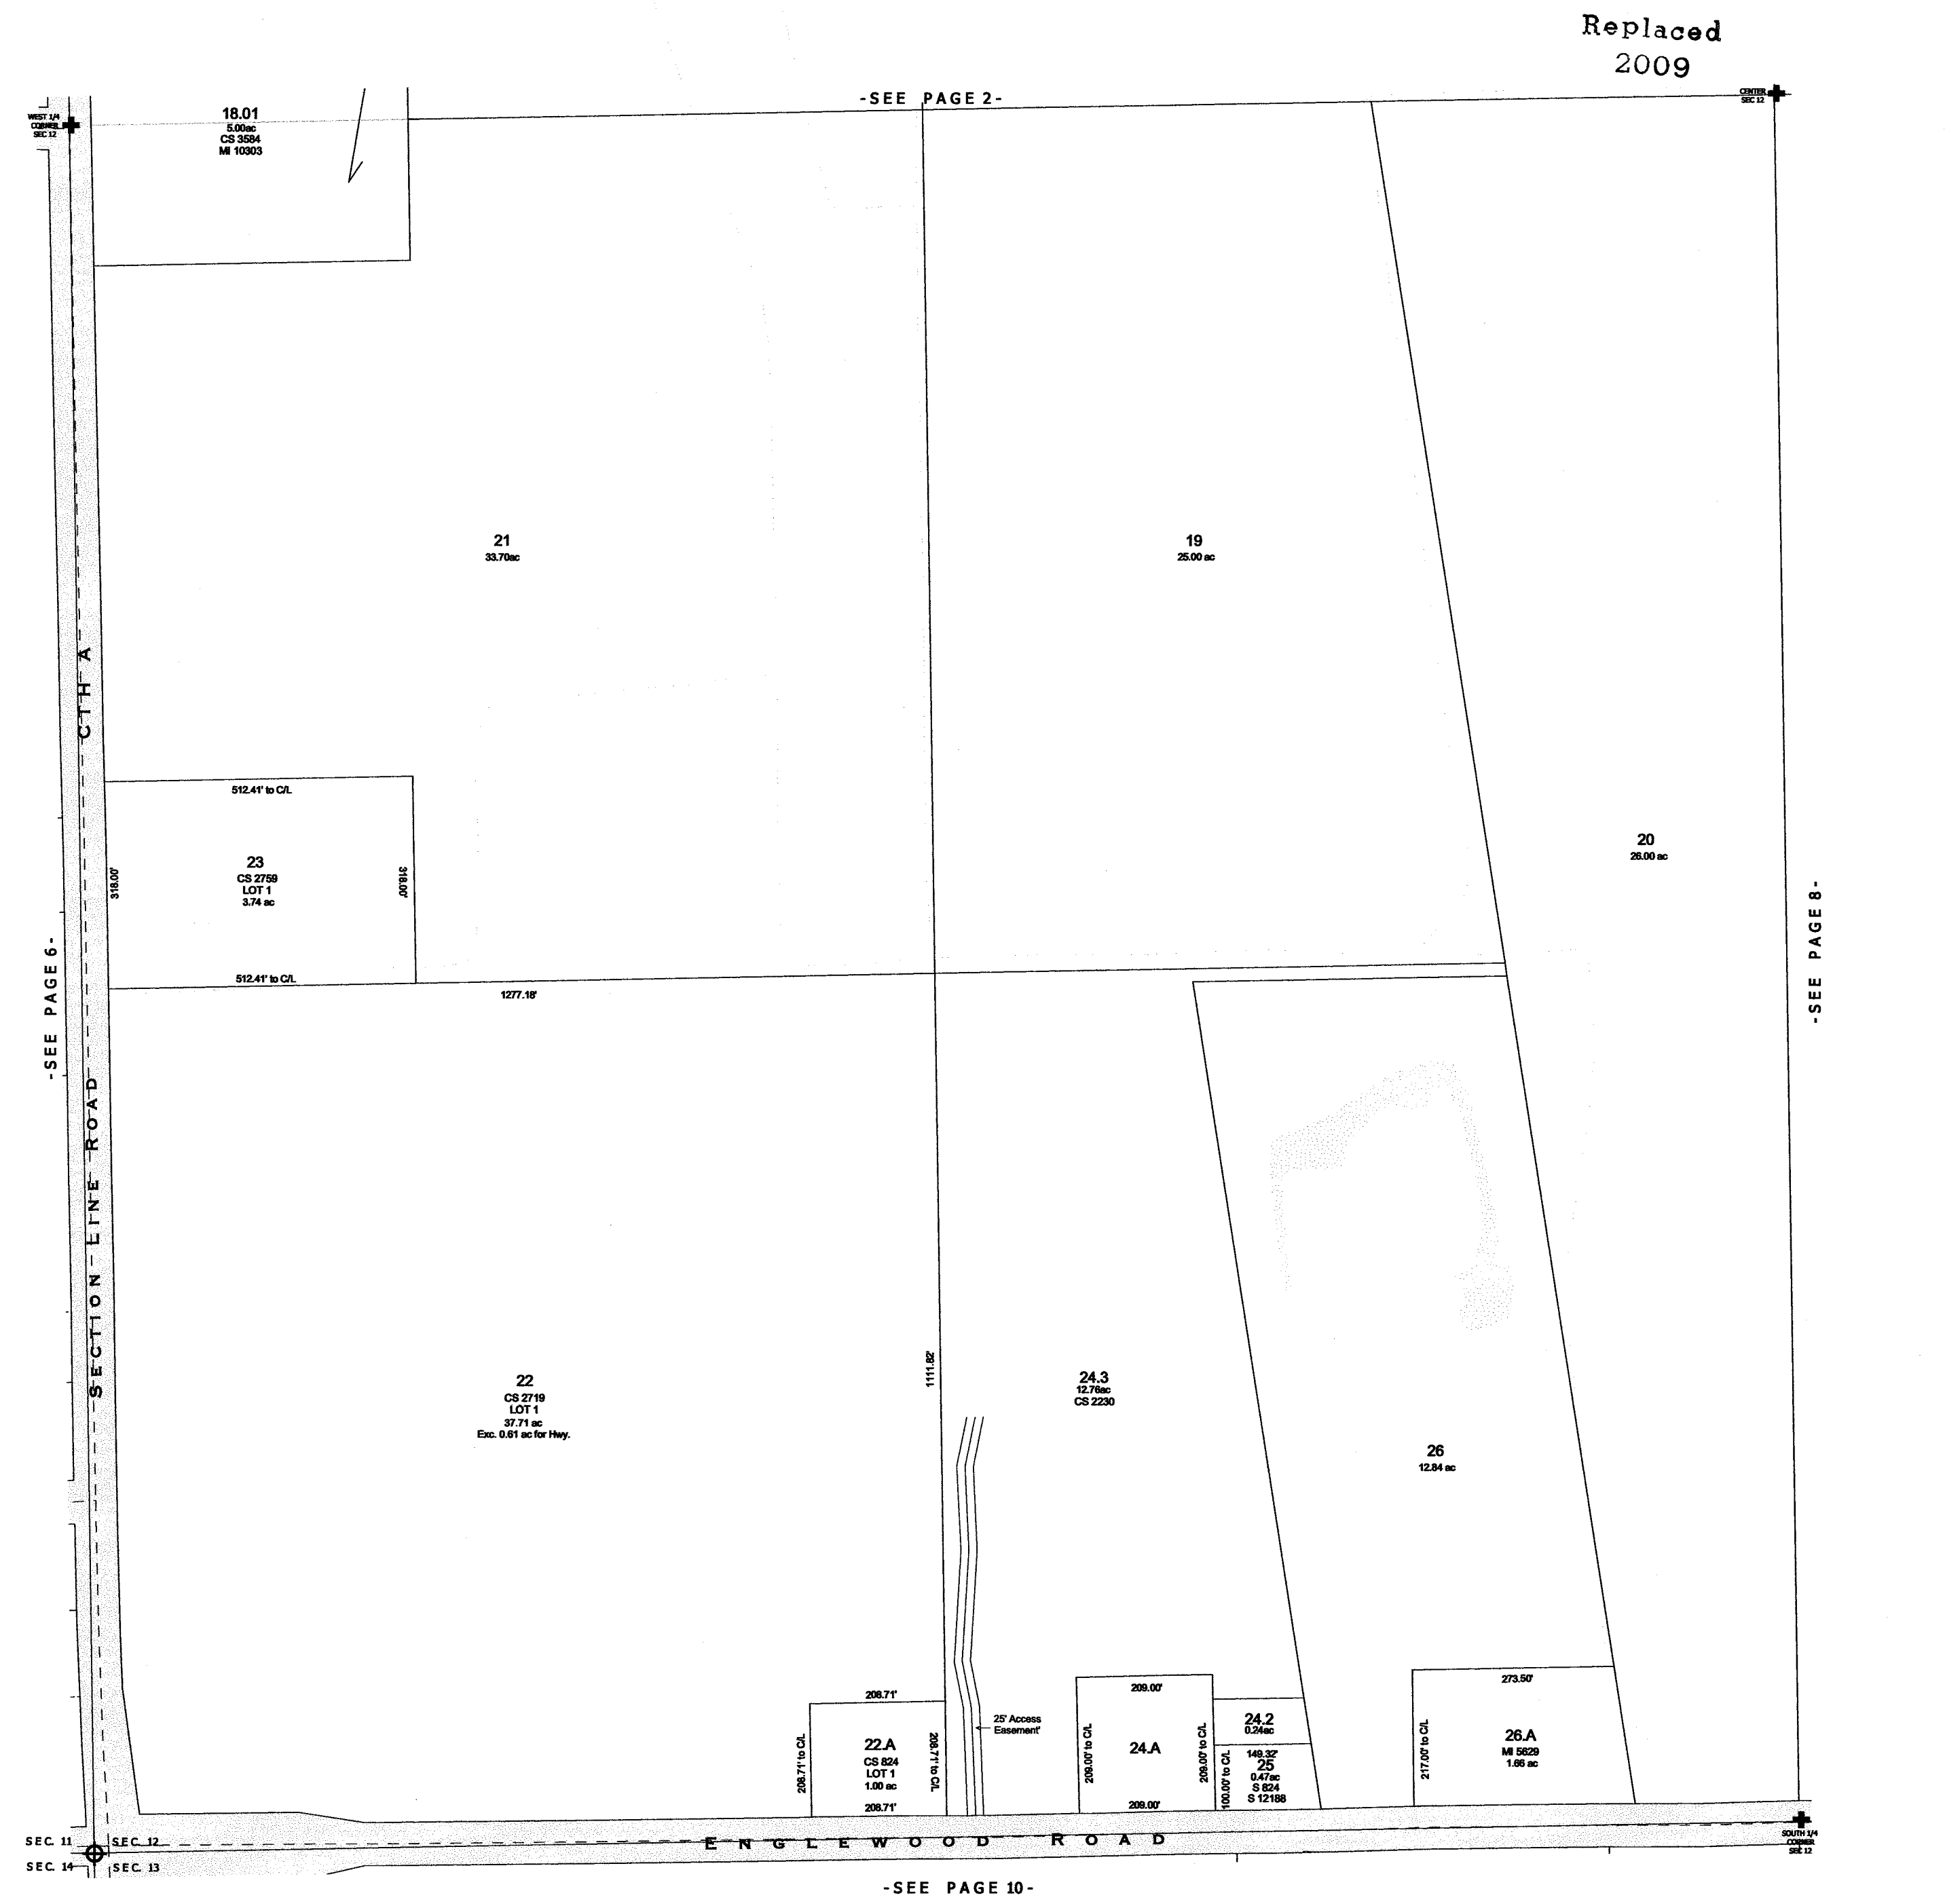 Replaced
2009
-SEE PAGE 2-
WEST 1/4
CORNER
SEC 12
CENTER
SEC 12
18.01
5.00ac
CS 3584
MI 10303
21
33.70ac
19
25.00 ac
CTH A
512.41' to C/L
318.00'
23
CS 2759
LOT 1
3.74 ac
318.00'
512.41' to C/L
1277.18'
20
26.00 ac
-SEE PAGE 6-
-SEE PAGE 8-
SECTION LINE ROAD
22
CS 2719
LOT 1
37.71 ac
Exc. 0.61 ac for Hwy.
1111.82'
24.3
12.76ac
CS 2230
26
12.84 ac
208.71'
208.71' to C/L
22.A
CS 824
LOT 1
1.00 ac
208.71'
208.71' to C/L
25' Access
Easement'
209.00'
209.00' to C/L
24.A
209.00' to C/L
209.00'
24.2
0.24ac
149.32'
25
0.47ac
S 824
S 12188
100.00' to C/L
273.50'
217.00' to C/L
26.A
MI 5629
1.66 ac
ENGLEWOOD ROAD
SEC. 11
SEC. 12
SEC. 14
SEC. 13
SOUTH 1/4
CORNER
SEC 12
-SEE PAGE 10-